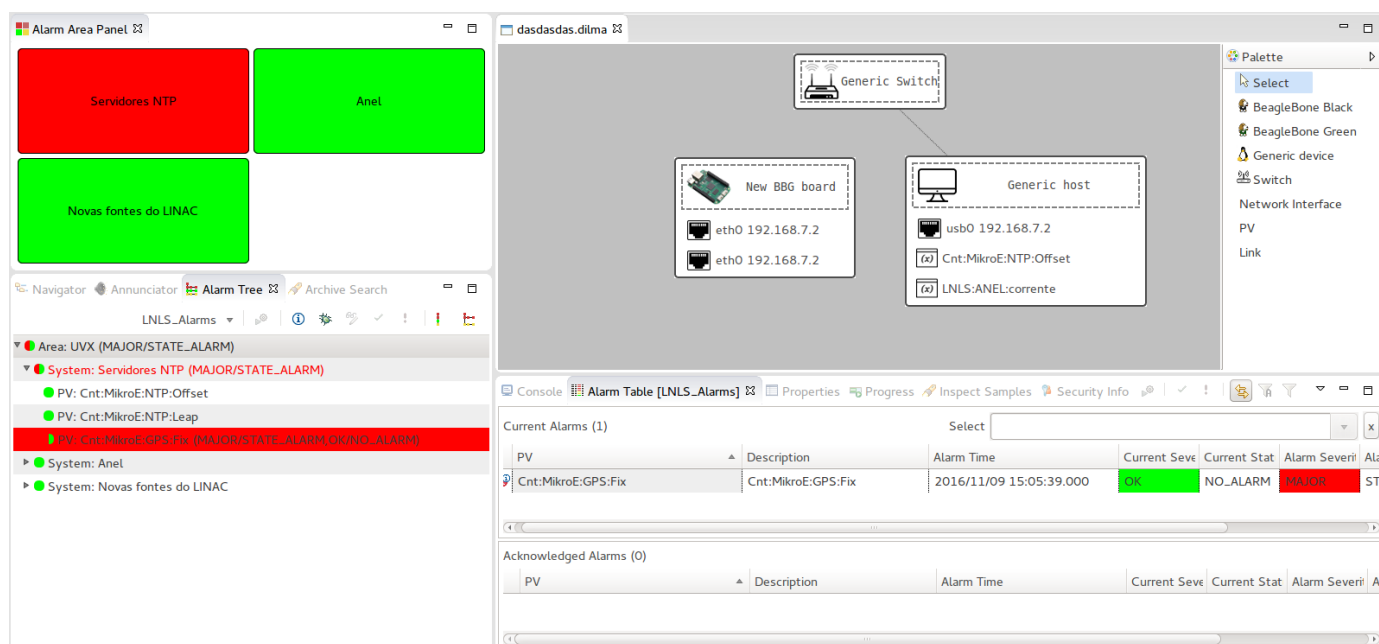 Alarm Area Panel
Servidores NTP
Anel
Novas fontes do LINAC
Navigator Annunciator Alarm Tree Archive Search
LNLS_Alarms
Area: UVX (MAJOR/STATE_ALARM)
System: Servidores NTP (MAJOR/STATE_ALARM)
PV: Cnt:MikroE:NTP:Offset
PV: Cnt:MikroE:NTP:Leap
PV: Cnt:MikroE:GPS:Fix (MAJOR/STATE_ALARM,OK/NO_ALARM)
System: Anel
System: Novas fontes do LINAC
dasdasdas.dilma
Generic Switch
New BBG board
eth0 192.168.7.2
eth0 192.168.7.2
Generic host
usb0 192.168.7.2
(x) Cnt:MikroE:NTP:Offset
(x) LNLS:ANEL:corrente
Palette
Select
BeagleBone Black
BeagleBone Green
Generic device
Switch
Network Interface
PV
Link
Console Alarm Table [LNLS_Alarms] Properties Progress Inspect Samples Security Info
Current Alarms (1) Select x
PV Description Alarm Time Current Seve Current Stat Alarm Severit Ala
Cnt:MikroE:GPS:Fix Cnt:MikroE:GPS:Fix 2016/11/09 15:05:39.000 OK NO_ALARM MAJOR ST
Acknowledged Alarms (0)
PV Description Alarm Time Current Seve Current Stat Alarm Severit A